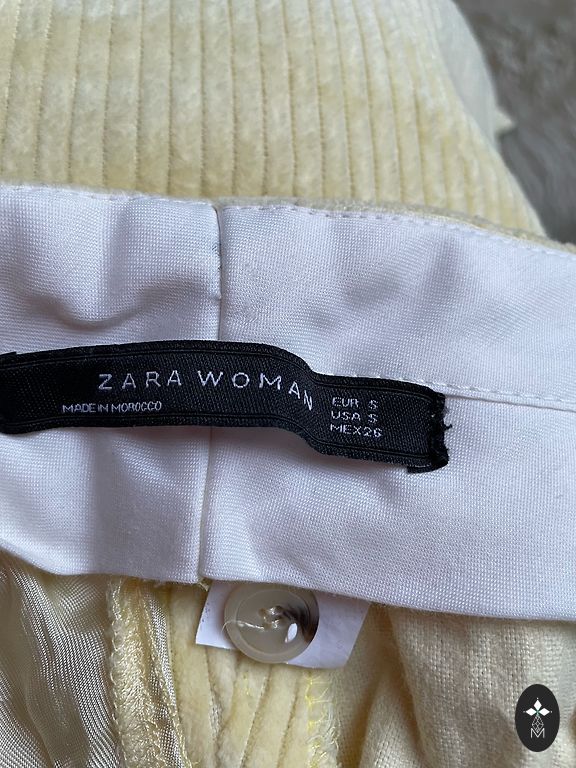 ZARA WOMAN
MADE IN MOROCCO
EUR S
USA S
MEX 26
M